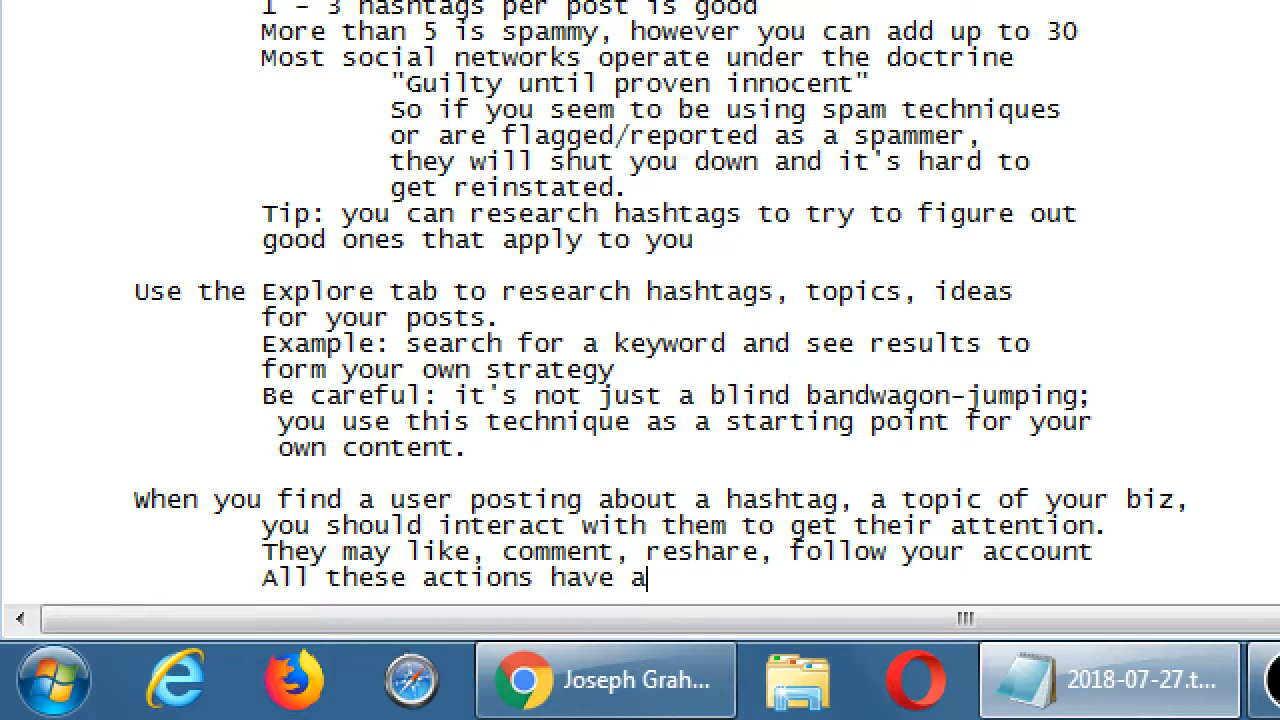 1 - 3 hashtags per post is good
More than 5 is spammy, however you can add up to 30
Most social networks operate under the doctrine
"Guilty until proven innocent"
So if you seem to be using spam techniques
or are flagged/reported as a spammer,
they will shut you down and it's hard to
get reinstated.
Tip: you can research hashtags to try to figure out
good ones that apply to you
Use the Explore tab to research hashtags, topics, ideas
for your posts.
Example: search for a keyword and see results to
form your own strategy
Be careful: it's not just a blind bandwagon-jumping;
you use this technique as a starting point for your
own content.
When you find a user posting about a hashtag, a topic of your biz,
you should interact with them to get their attention.
They may like, comment, reshare, follow your account
All these actions have a
Joseph Grah...
2018-07-27.t...